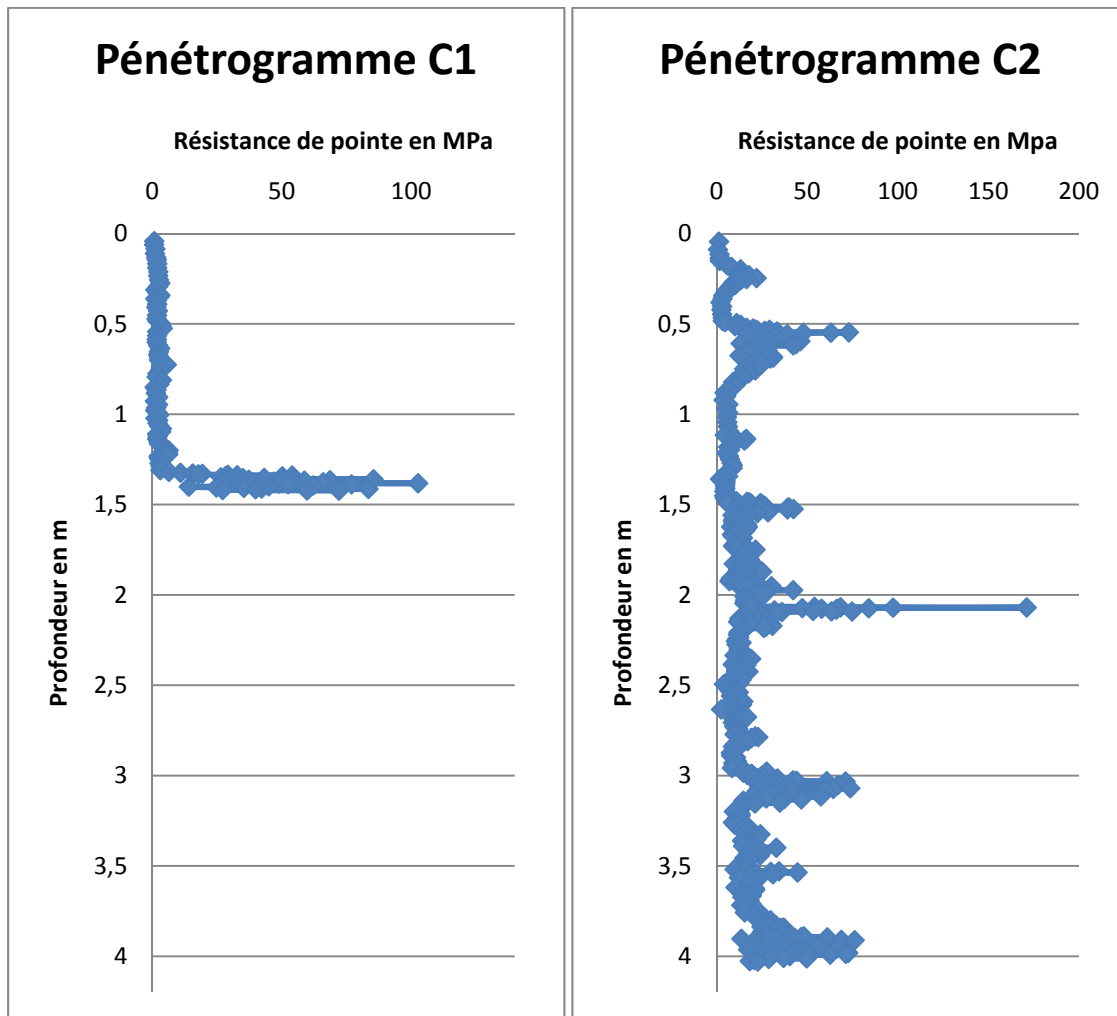 Pénétrogramme C1
Résistance de pointe en MPa
0 50 100
0
0,5
1
1,5
2
2,5
3
3,5
4
Profondeur en m
Pénétrogramme C2
Résistance de pointe en Mpa
0 50 100 150 200
0
0,5
1
1,5
2
2,5
3
3,5
4
Profondeur en m